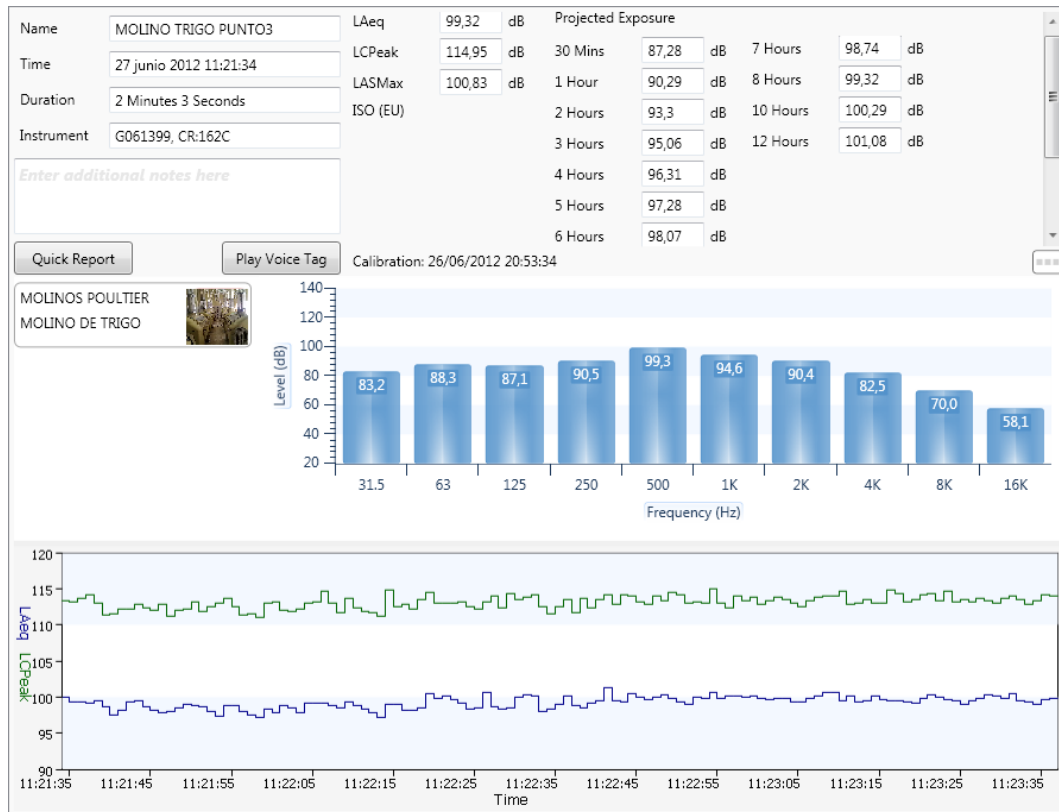 Name MOLINO TRIGO PUNTO3
Time 27 junio 2012 11:21:34
Duration 2 Minutes 3 Seconds
Instrument G061399, CR:162C
Enter additional notes here
Quick Report Play Voice Tag
LAeq 99,32 dB
LCPeak 114,95 dB
LASMax 100,83 dB
ISO (EU)
Projected Exposure
30 Mins 87,28 dB
1 Hour 90,29 dB
2 Hours 93,3 dB
3 Hours 95,06 dB
4 Hours 96,31 dB
5 Hours 97,28 dB
6 Hours 98,07 dB
7 Hours 98,74 dB
8 Hours 99,32 dB
10 Hours 100,29 dB
12 Hours 101,08 dB
Calibration: 26/06/2012 20:53:34
MOLINOS POULTIER
MOLINO DE TRIGO
Level (dB)
140
120
100
80
60
40
20
83,2 88,3 87,1 90,5 99,3 94,6 90,4 82,5 70,0 58,1
31.5 63 125 250 500 1K 2K 4K 8K 16K
Frequency (Hz)
LAeq LCPeak
120
115
110
105
100
95
90
11:21:35 11:21:45 11:21:55 11:22:05 11:22:15 11:22:25 11:22:35 11:22:45 11:22:55 11:23:05 11:23:15 11:23:25 11:23:35
Time